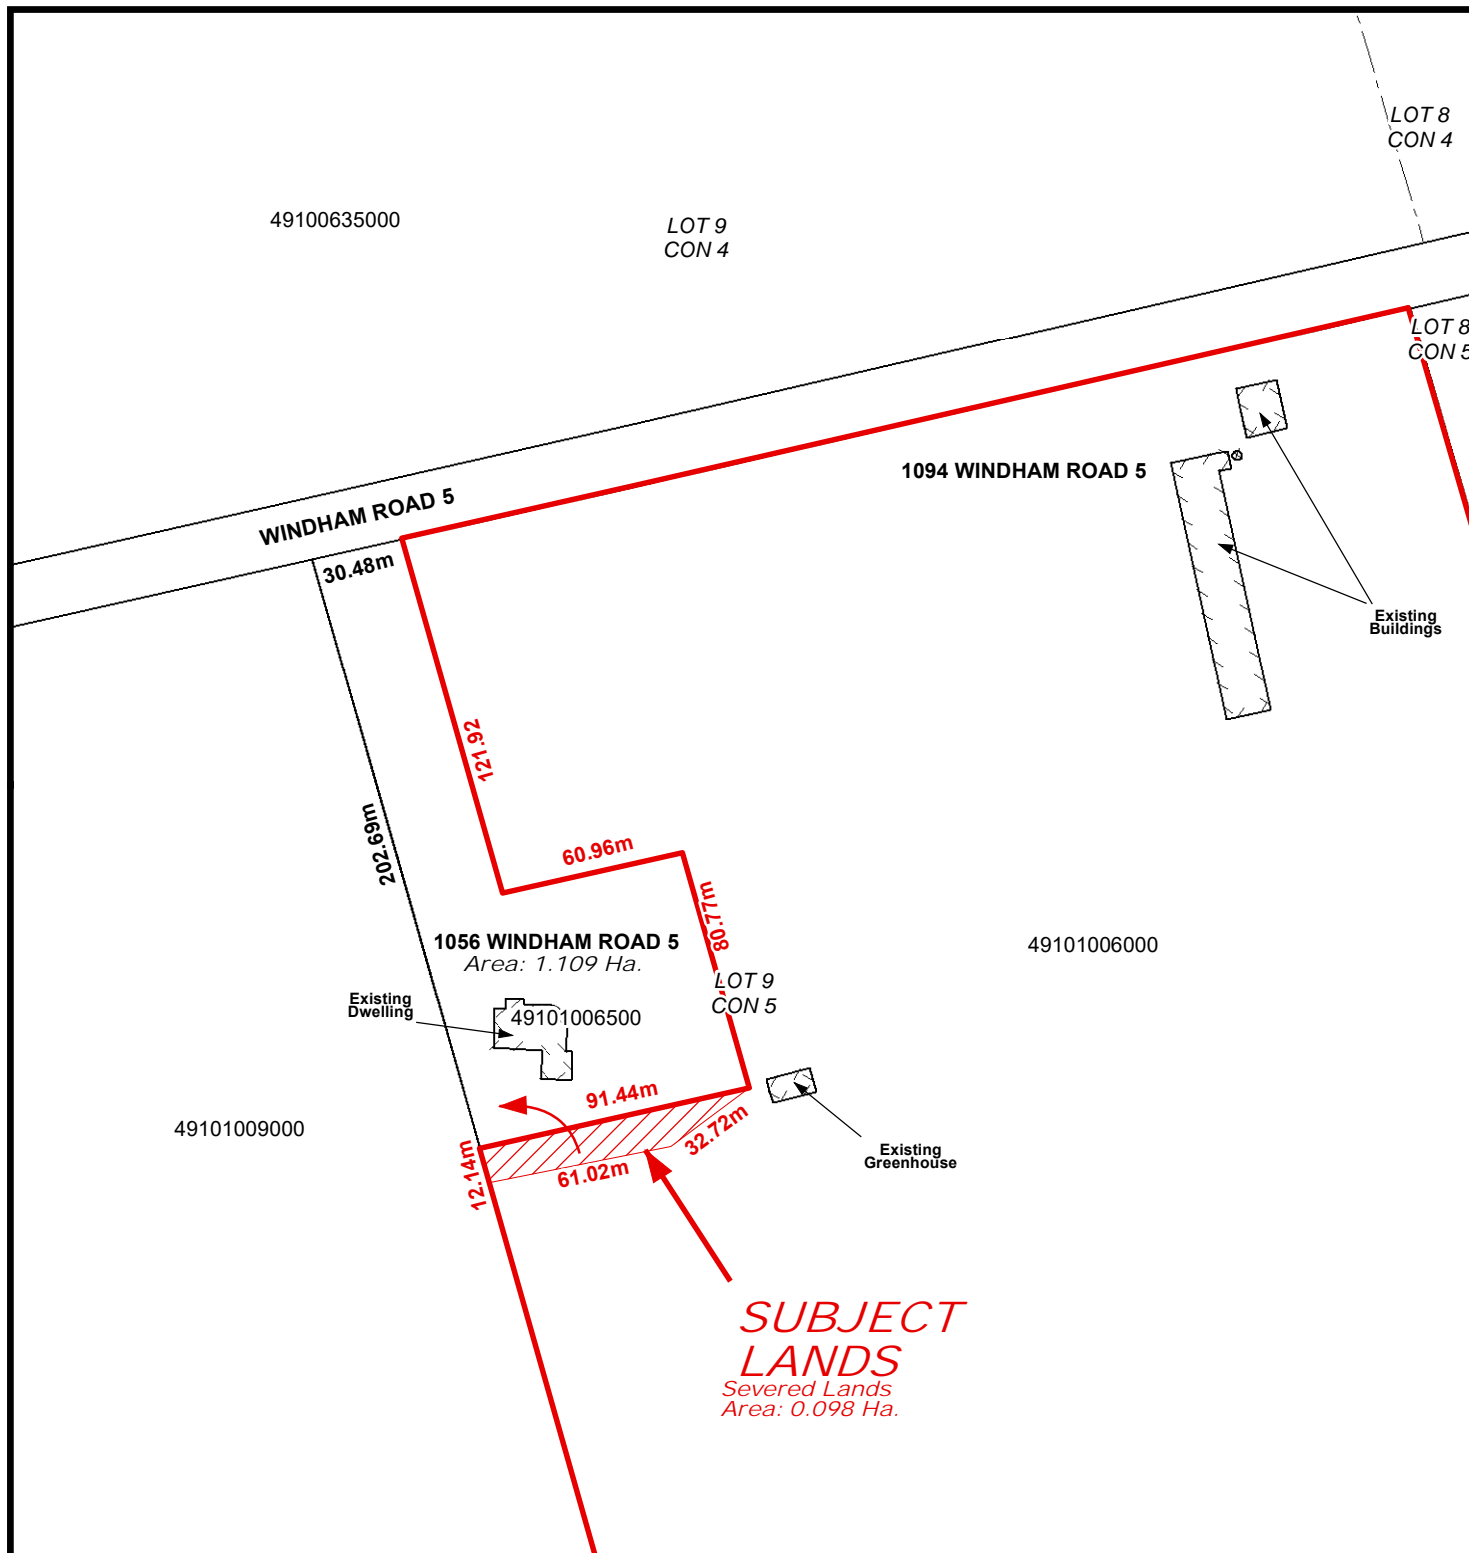 LOT 8
CON 4
49100635000
LOT 9
CON 4
LOT 8
CON 5
1094 WINDHAM ROAD 5
WINDHAM ROAD 5
30.48m
Existing
Buildings
121.92
202.69m
60.96m
80.77m
1056 WINDHAM ROAD 5
Area: 1.109 Ha.
49101006000
LOT 9
CON 5
Existing
Dwelling
49101006500
91.44m
49101009000
32.72m
Existing
Greenhouse
12.14m
61.02m
SUBJECT
LANDS
Severed Lands
Area: 0.098 Ha.